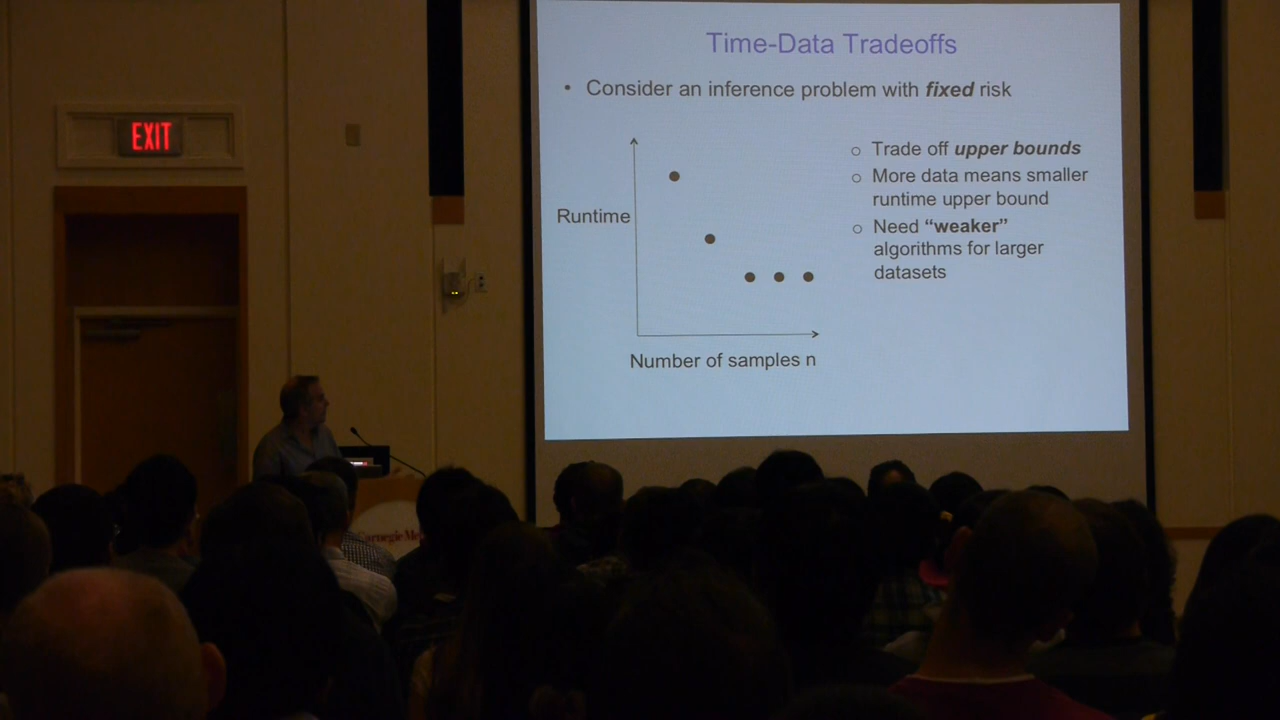 Time-Data Tradeoffs
• Consider an inference problem with fixed risk
EXIT
Trade off upper bounds
More data means smaller
runtime upper bound
Need “weaker”
algorithms for larger
datasets
Runtime
Number of samples n
Carnegie